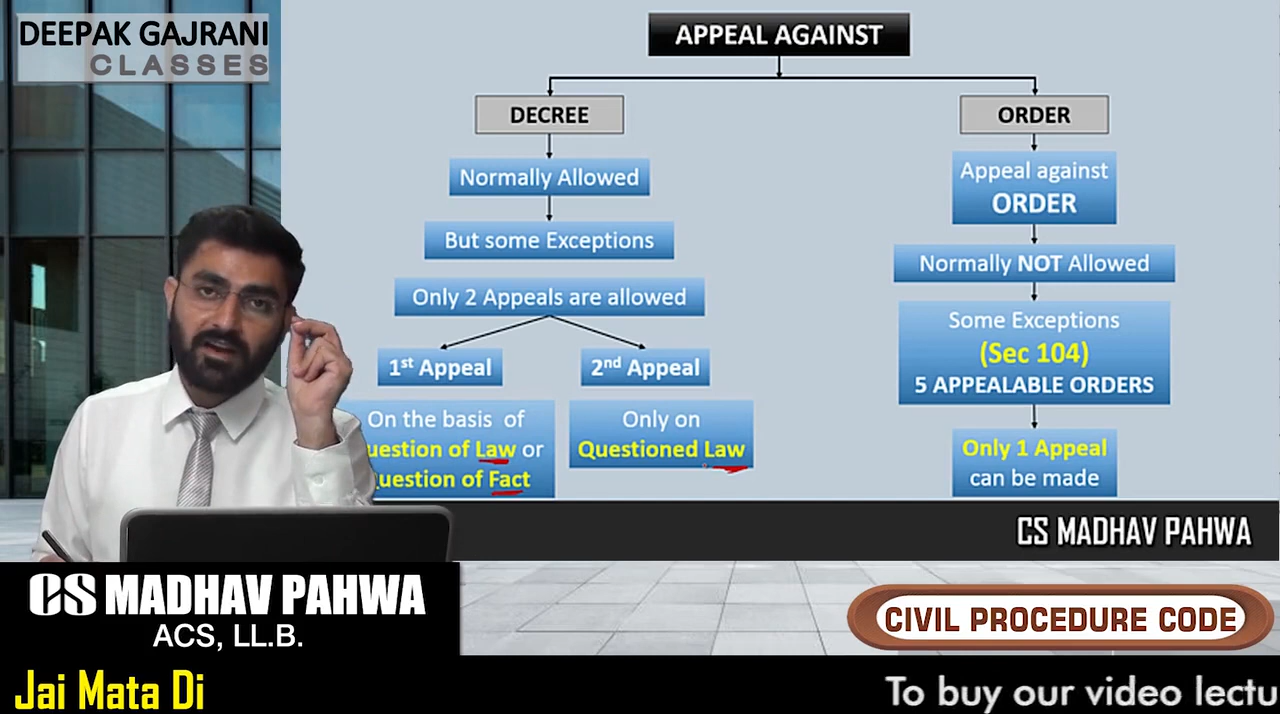 DEEPAK GAJRANI
CLASSES
APPEAL AGAINST
DECREE
Normally Allowed
But some Exceptions
Only 2 Appeals are allowed
1st Appeal
On the basis of
uestion of Law or
uestion of Fact
2nd Appeal
Only on
Questioned Law
ORDER
Appeal against
ORDER
Normally NOT Allowed
Some Exceptions
(Sec 104)
5 APPEALABLE ORDERS
Only 1 Appeal
can be made
CS MADHAV PAHWA
CS MADHAV PAHWA
ACS, LL.B.
CIVIL PROCEDURE CODE
Jai Mata Di
To buy our video lectu